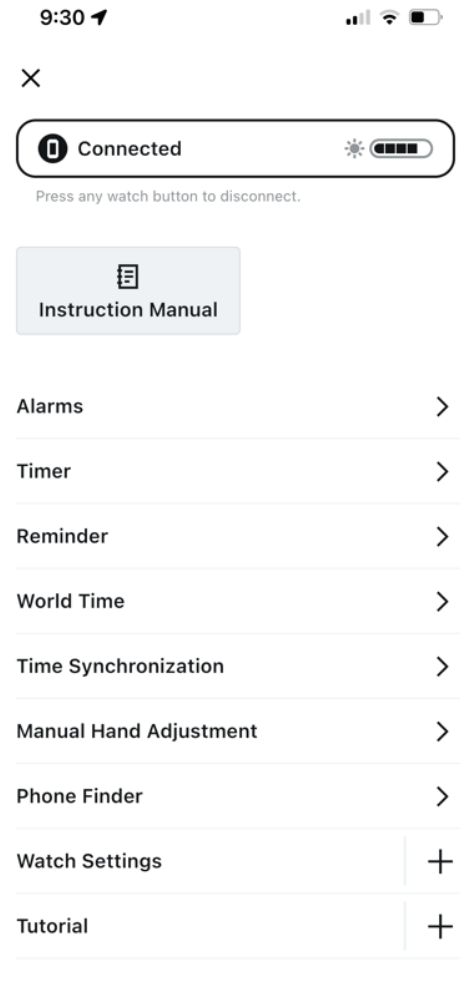 9:30
Connected
Press any watch button to disconnect.
Instruction Manual
Alarms
Timer
Reminder
World Time
Time Synchronization
Manual Hand Adjustment
Phone Finder
Watch Settings
Tutorial